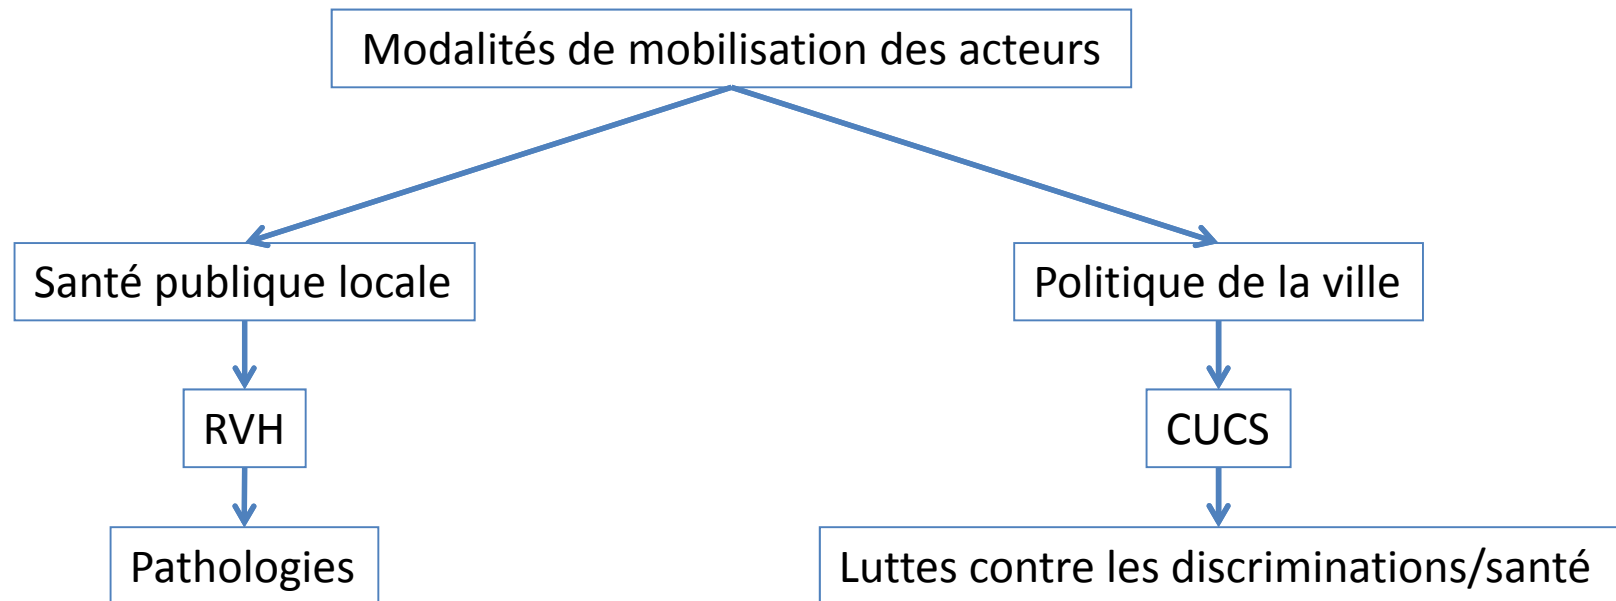 Modalités de mobilisation des acteurs
Santé publique locale
Politique de la ville
RVH
CUCS
Pathologies
Luttes contre les discriminations/santé